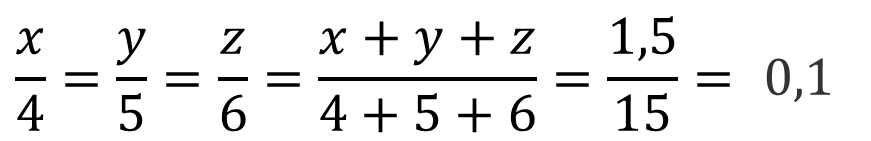 x/4 = y/5 = z/6 = (x + y + z)/(4 + 5 + 6) = 1,5/15 = 0,1